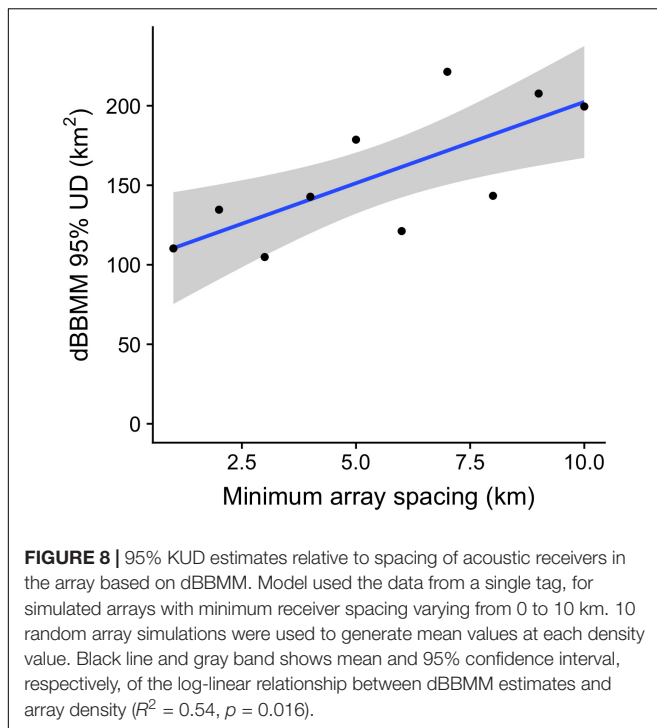 dBBMM 95% UD (km²)
200
150
100
50
0
2.5 5.0 7.5 10.0
Minimum array spacing (km)
FIGURE 8 | 95% KUD estimates relative to spacing of acoustic receivers in
the array based on dBBMM. Model used the data from a single tag, for
simulated arrays with minimum receiver spacing varying from 0 to 10 km. 10
random array simulations were used to generate mean values at each density
value. Black line and gray band shows mean and 95% confidence interval,
respectively, of the log-linear relationship between dBBMM estimates and
array density (R² = 0.54, p = 0.016).